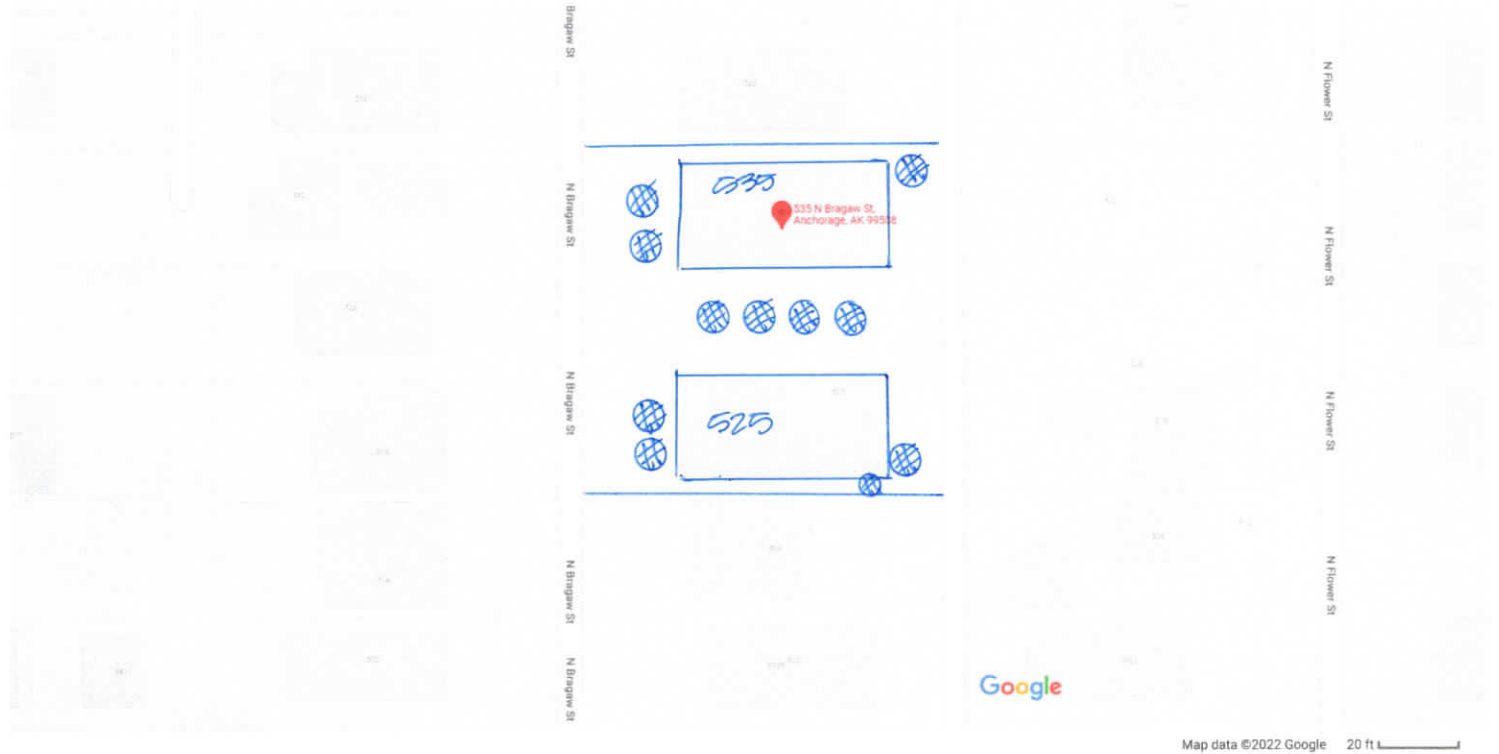 Bragaw St
N Flower St
N Bragaw St
535
535 N Bragaw St,
Anchorage, AK 99508
N Flower St
N Bragaw St
N Flower St
525
N Bragaw St
N Flower St
N Bragaw St
Google
Map data ©2022 Google
20 ft